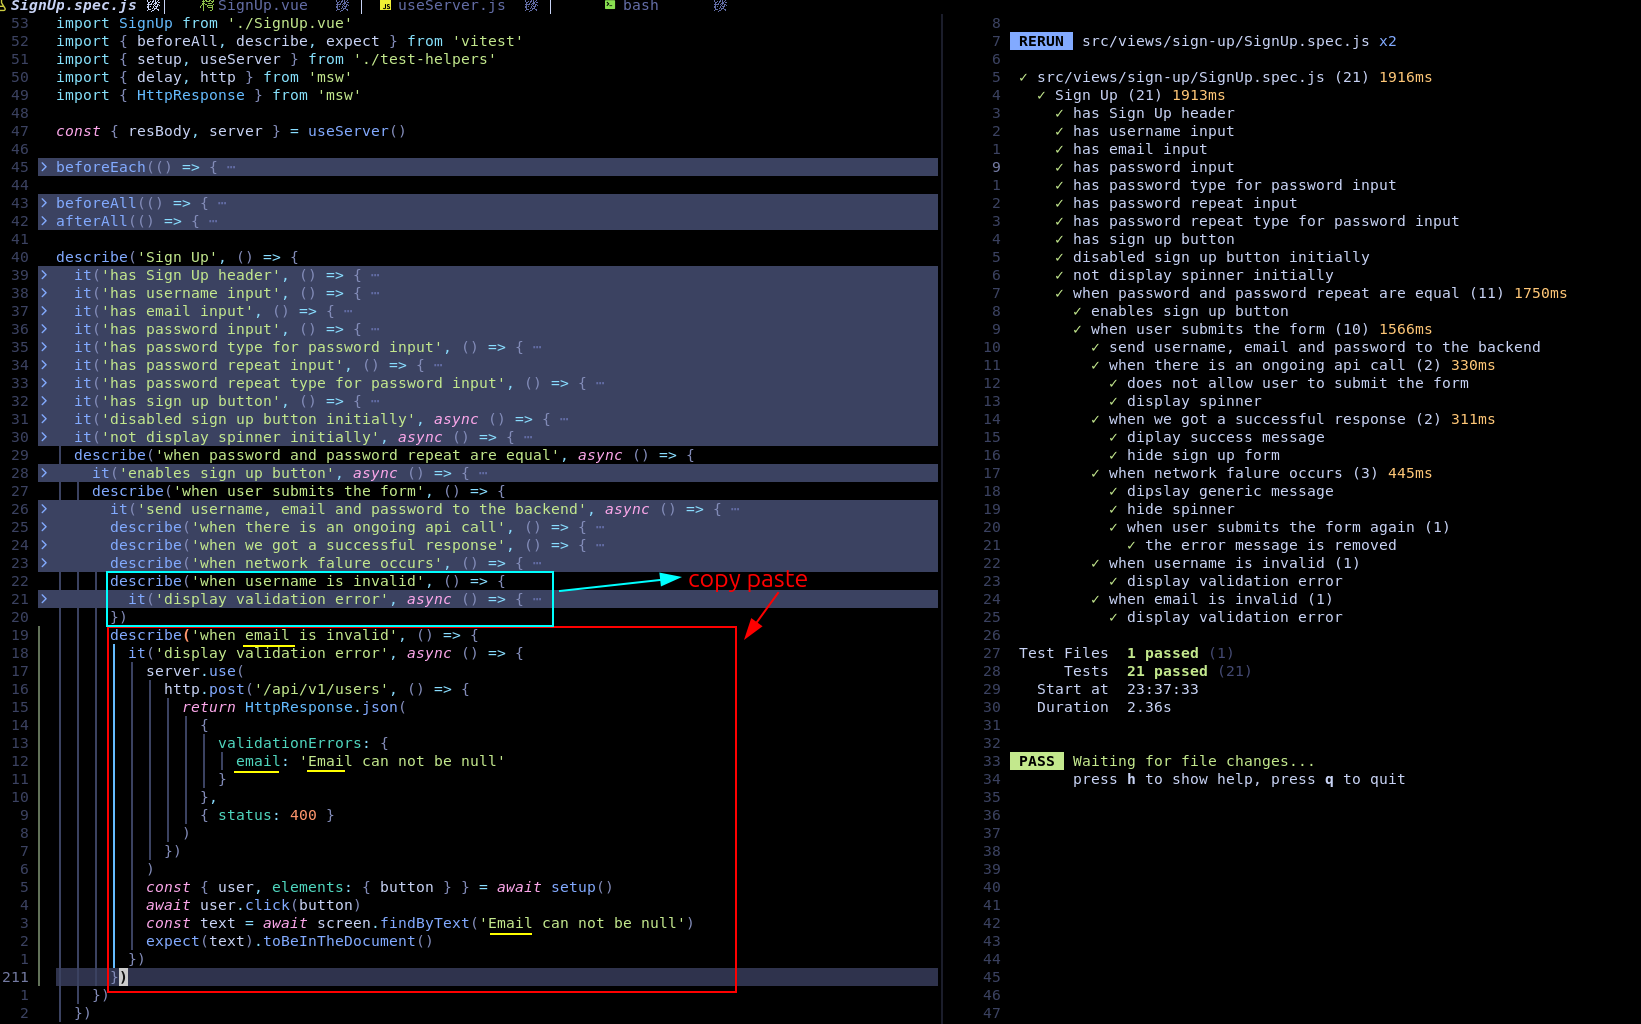 SignUp.spec.js SignUp.vue useServer.js bash
53 import SignUp from './SignUp.vue'
52 import { beforeAll, describe, expect } from 'vitest'
51 import { setup, useServer } from './test-helpers'
50 import { delay, http } from 'msw'
49 import { HttpResponse } from 'msw'
48
47 const { resBody, server } = useServer()
46
45 > beforeEach(() => { ⋯
44
43 > beforeAll(() => { ⋯
42 > afterAll(() => { ⋯
41
40 describe('Sign Up', () => {
39 > it('has Sign Up header', () => { ⋯
38 > it('has username input', () => { ⋯
37 > it('has email input', () => { ⋯
36 > it('has password input', () => { ⋯
35 > it('has password type for password input', () => { ⋯
34 > it('has password repeat input', () => { ⋯
33 > it('has password repeat type for password input', () => { ⋯
32 > it('has sign up button', () => { ⋯
31 > it('disabled sign up button initially', async () => { ⋯
30 > it('not display spinner initially', async () => { ⋯
29 describe('when password and password repeat are equal', async () => {
28 > it('enables sign up button', async () => { ⋯
27 describe('when user submits the form', () => {
26 > it('send username, email and password to the backend', async () => { ⋯
25 > describe('when there is an ongoing api call', () => { ⋯
24 > describe('when we got a successful response', () => { ⋯
23 > describe('when network falure occurs', () => { ⋯
22 describe('when username is invalid', () => {
21 > it('display validation error', async () => { ⋯
20 })
19 describe('when email is invalid', () => {
18 it('display validation error', async () => {
17 server.use(
16 http.post('/api/v1/users', () => {
15 return HttpResponse.json(
14 {
13 validationErrors: {
12 email: 'Email can not be null'
11 }
10 },
9 { status: 400 }
8 )
7 })
6 )
5 const { user, elements: { button } } = await setup()
4 await user.click(button)
3 const text = await screen.findByText('Email can not be null')
2 expect(text).toBeInTheDocument()
1 })
211 })
1 })
2 })
copy paste
8
7 RERUN src/views/sign-up/SignUp.spec.js x2
6
5 ✓ src/views/sign-up/SignUp.spec.js (21) 1916ms
4 ✓ Sign Up (21) 1913ms
3 ✓ has Sign Up header
2 ✓ has username input
1 ✓ has email input
9 ✓ has password input
1 ✓ has password type for password input
2 ✓ has password repeat input
3 ✓ has password repeat type for password input
4 ✓ has sign up button
5 ✓ disabled sign up button initially
6 ✓ not display spinner initially
7 ✓ when password and password repeat are equal (11) 1750ms
8 ✓ enables sign up button
9 ✓ when user submits the form (10) 1566ms
10 ✓ send username, email and password to the backend
11 ✓ when there is an ongoing api call (2) 330ms
12 ✓ does not allow user to submit the form
13 ✓ display spinner
14 ✓ when we got a successful response (2) 311ms
15 ✓ diplay success message
16 ✓ hide sign up form
17 ✓ when network falure occurs (3) 445ms
18 ✓ dipslay generic message
19 ✓ hide spinner
20 ✓ when user submits the form again (1)
21 ✓ the error message is removed
22 ✓ when username is invalid (1)
23 ✓ display validation error
24 ✓ when email is invalid (1)
25 ✓ display validation error
26
27 Test Files 1 passed (1)
28 Tests 21 passed (21)
29 Start at 23:37:33
30 Duration 2.36s
31
32
33 PASS Waiting for file changes...
34 press h to show help, press q to quit
35
36
37
38
39
40
41
42
43
44
45
46
47